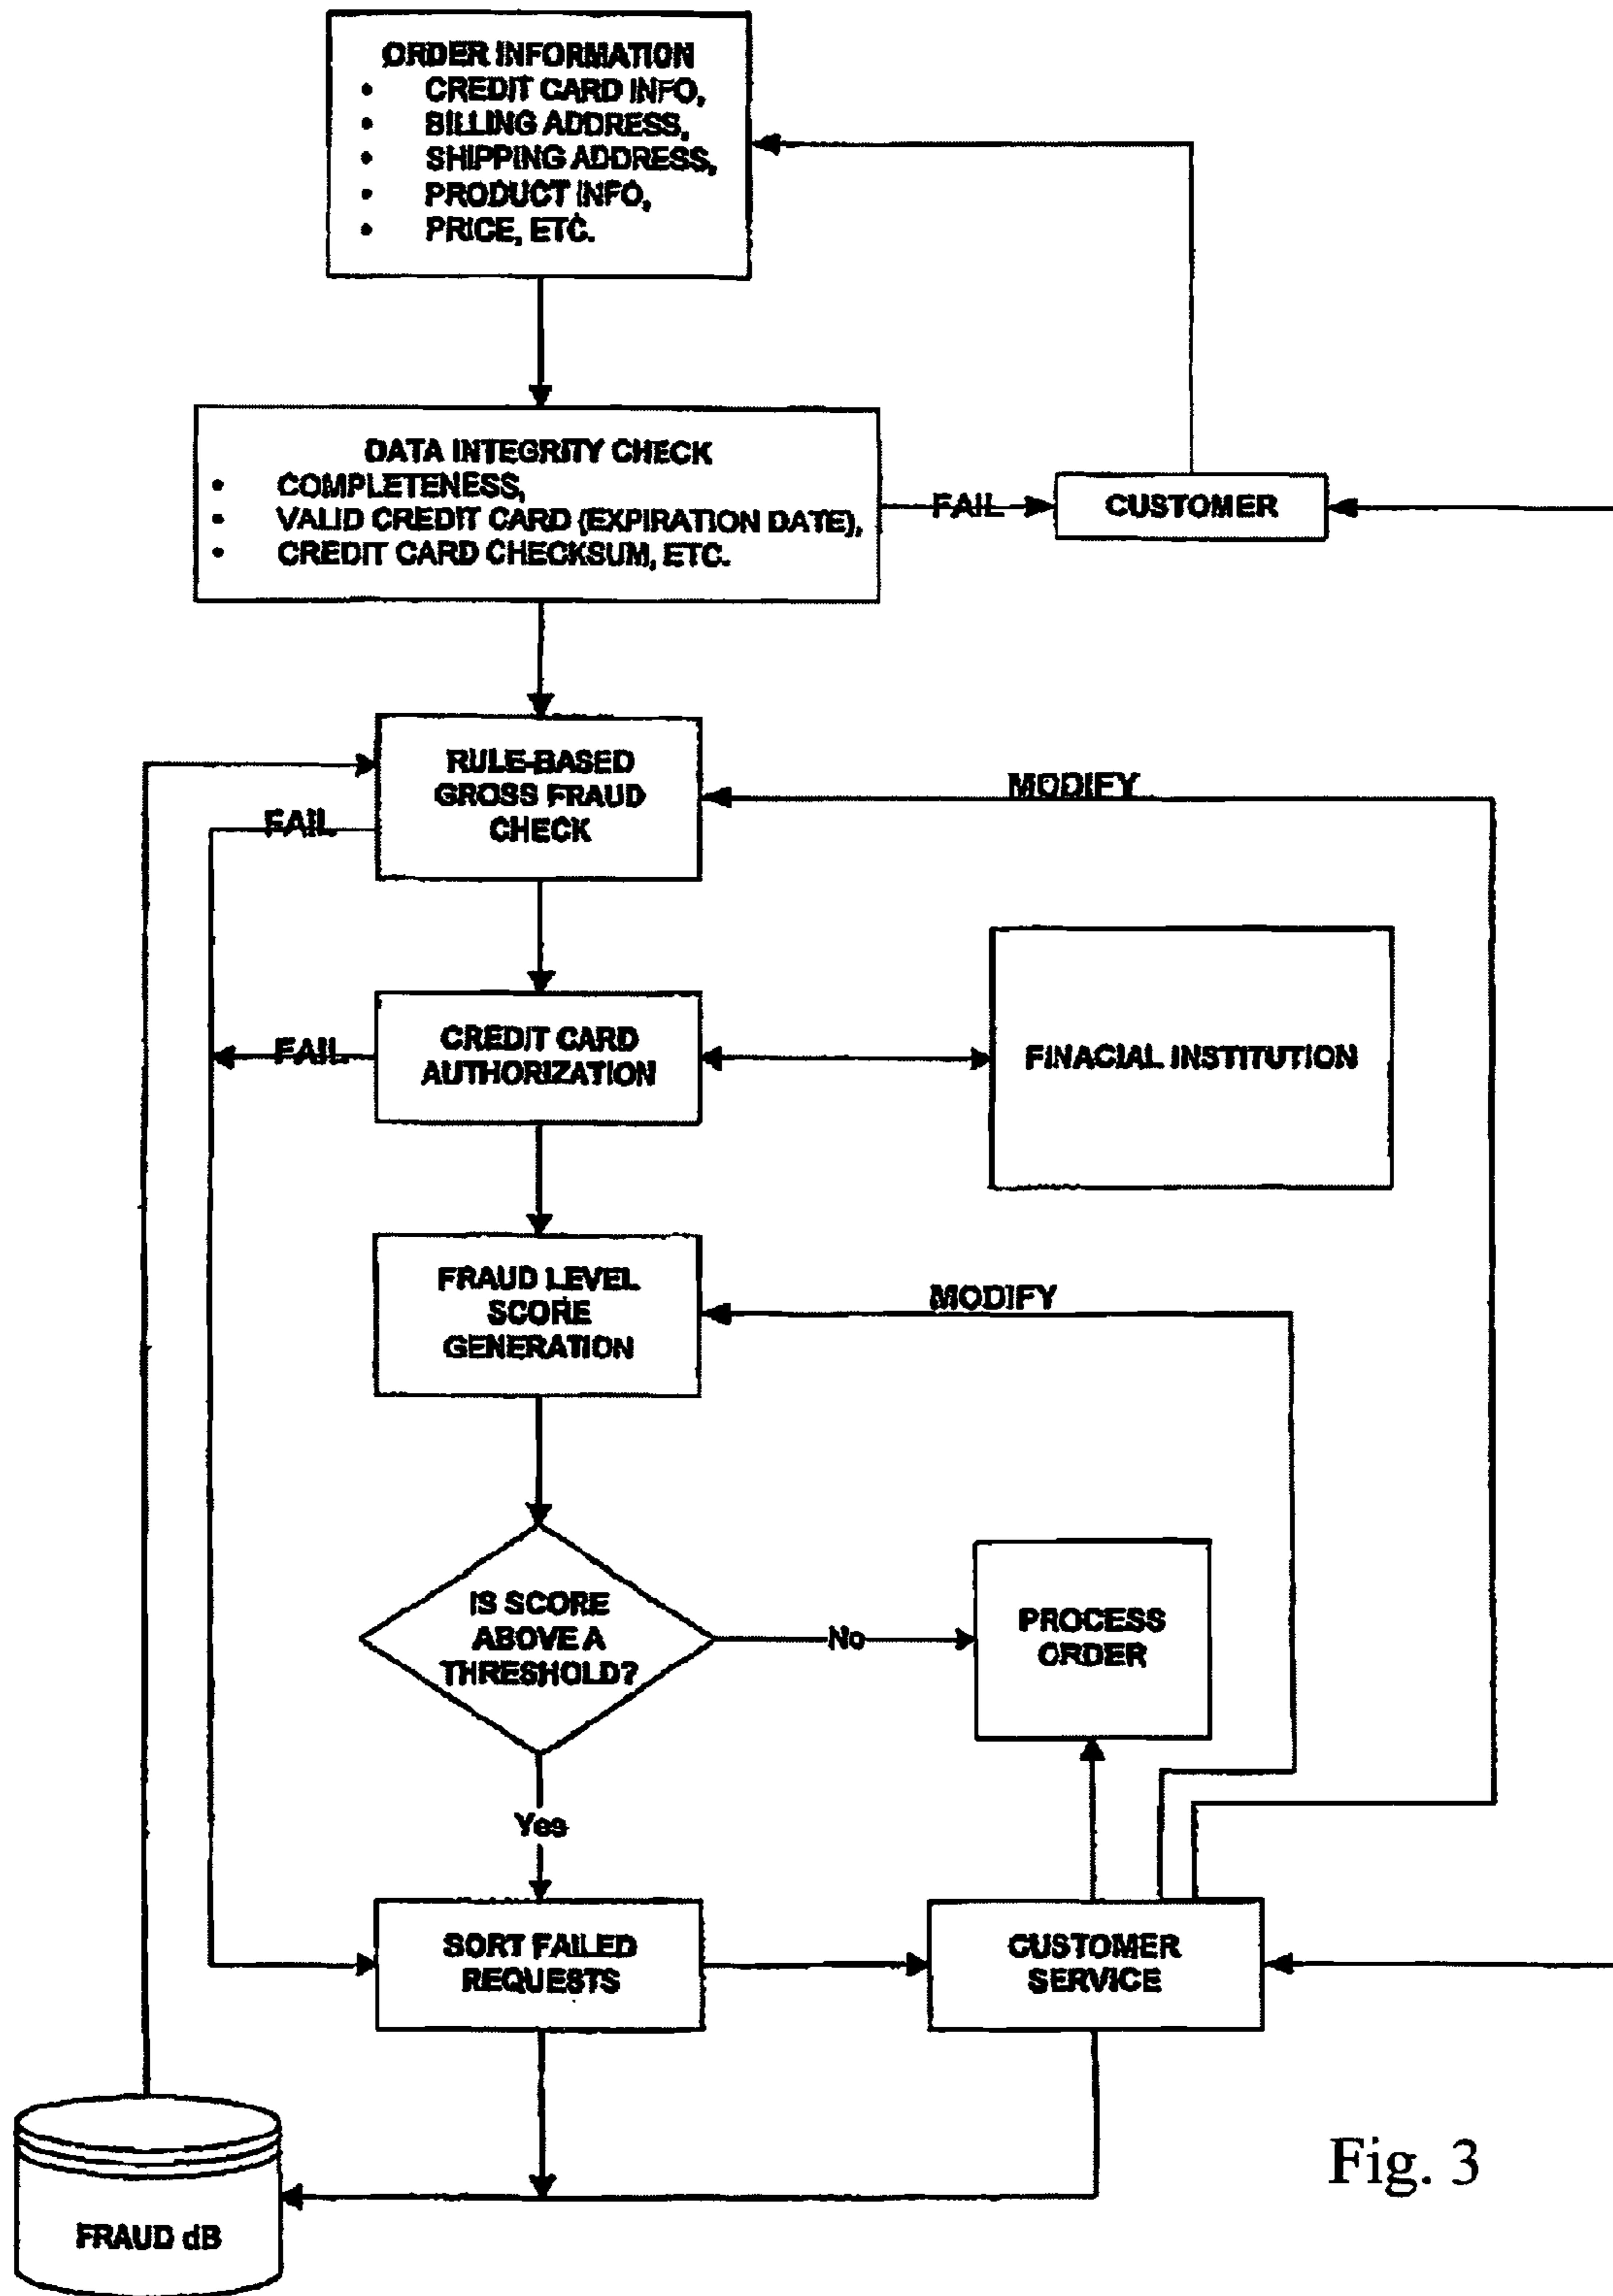 ORDER INFORMATION
• CREDIT CARD INFO,
• BILLING ADDRESS,
• SHIPPING ADDRESS,
• PRODUCT INFO,
• PRICE, ETC.
DATA INTEGRITY CHECK
• COMPLETENESS,
• VALID CREDIT CARD (EXPIRATION DATE),
• CREDIT CARD CHECKSUM, ETC.
FAIL
CUSTOMER
RULE-BASED
GROSS FRAUD
CHECK
MODIFY
FAIL
CREDIT CARD
AUTHORIZATION
FAIL
FINACIAL INSTITUTION
FRAUD LEVEL
SCORE
GENERATION
MODIFY
IS SCORE
ABOVE A
THRESHOLD?
No
PROCESS
ORDER
Yes
SORT FAILED
REQUESTS
CUSTOMER
SERVICE
FRAUD dB
Fig. 3